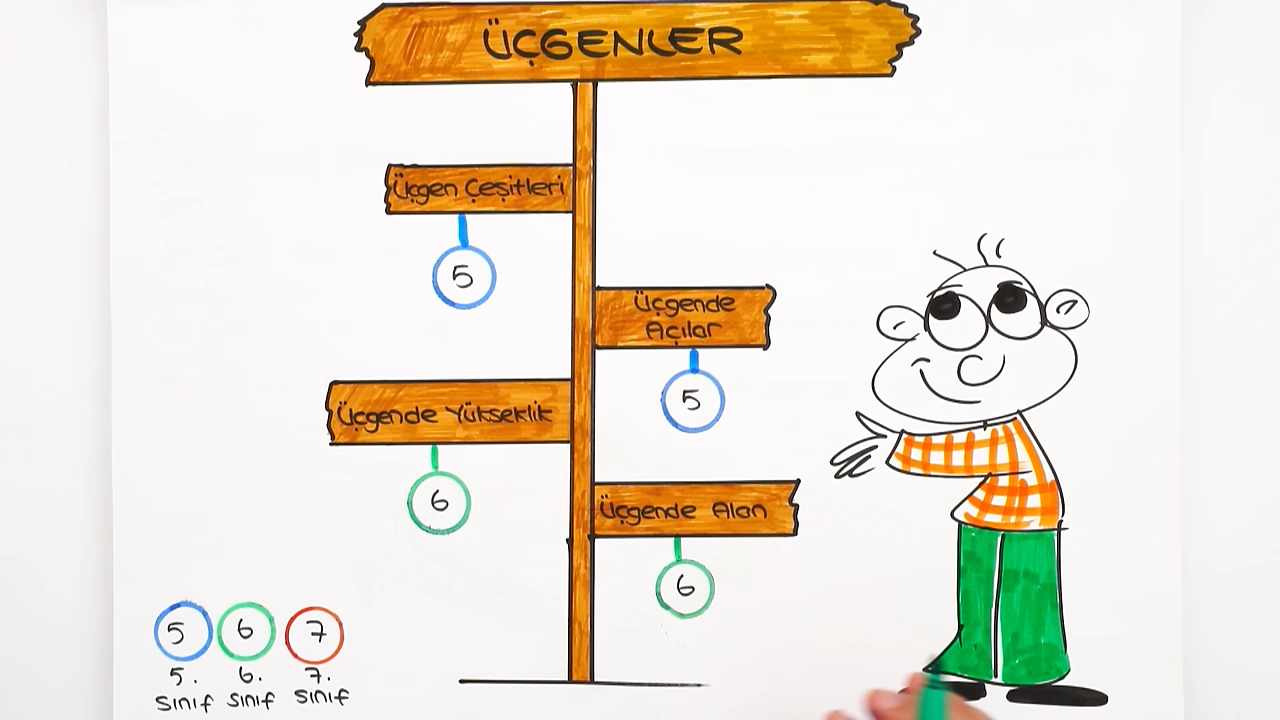 ÜÇGENLER
Üçgen Çeşitleri
5
Üçgende
Açılar
5
Üçgende Yükseklik
6
Üçgende Alan
6
5 6 7
5. 6. 7.
sınıf sınıf sınıf